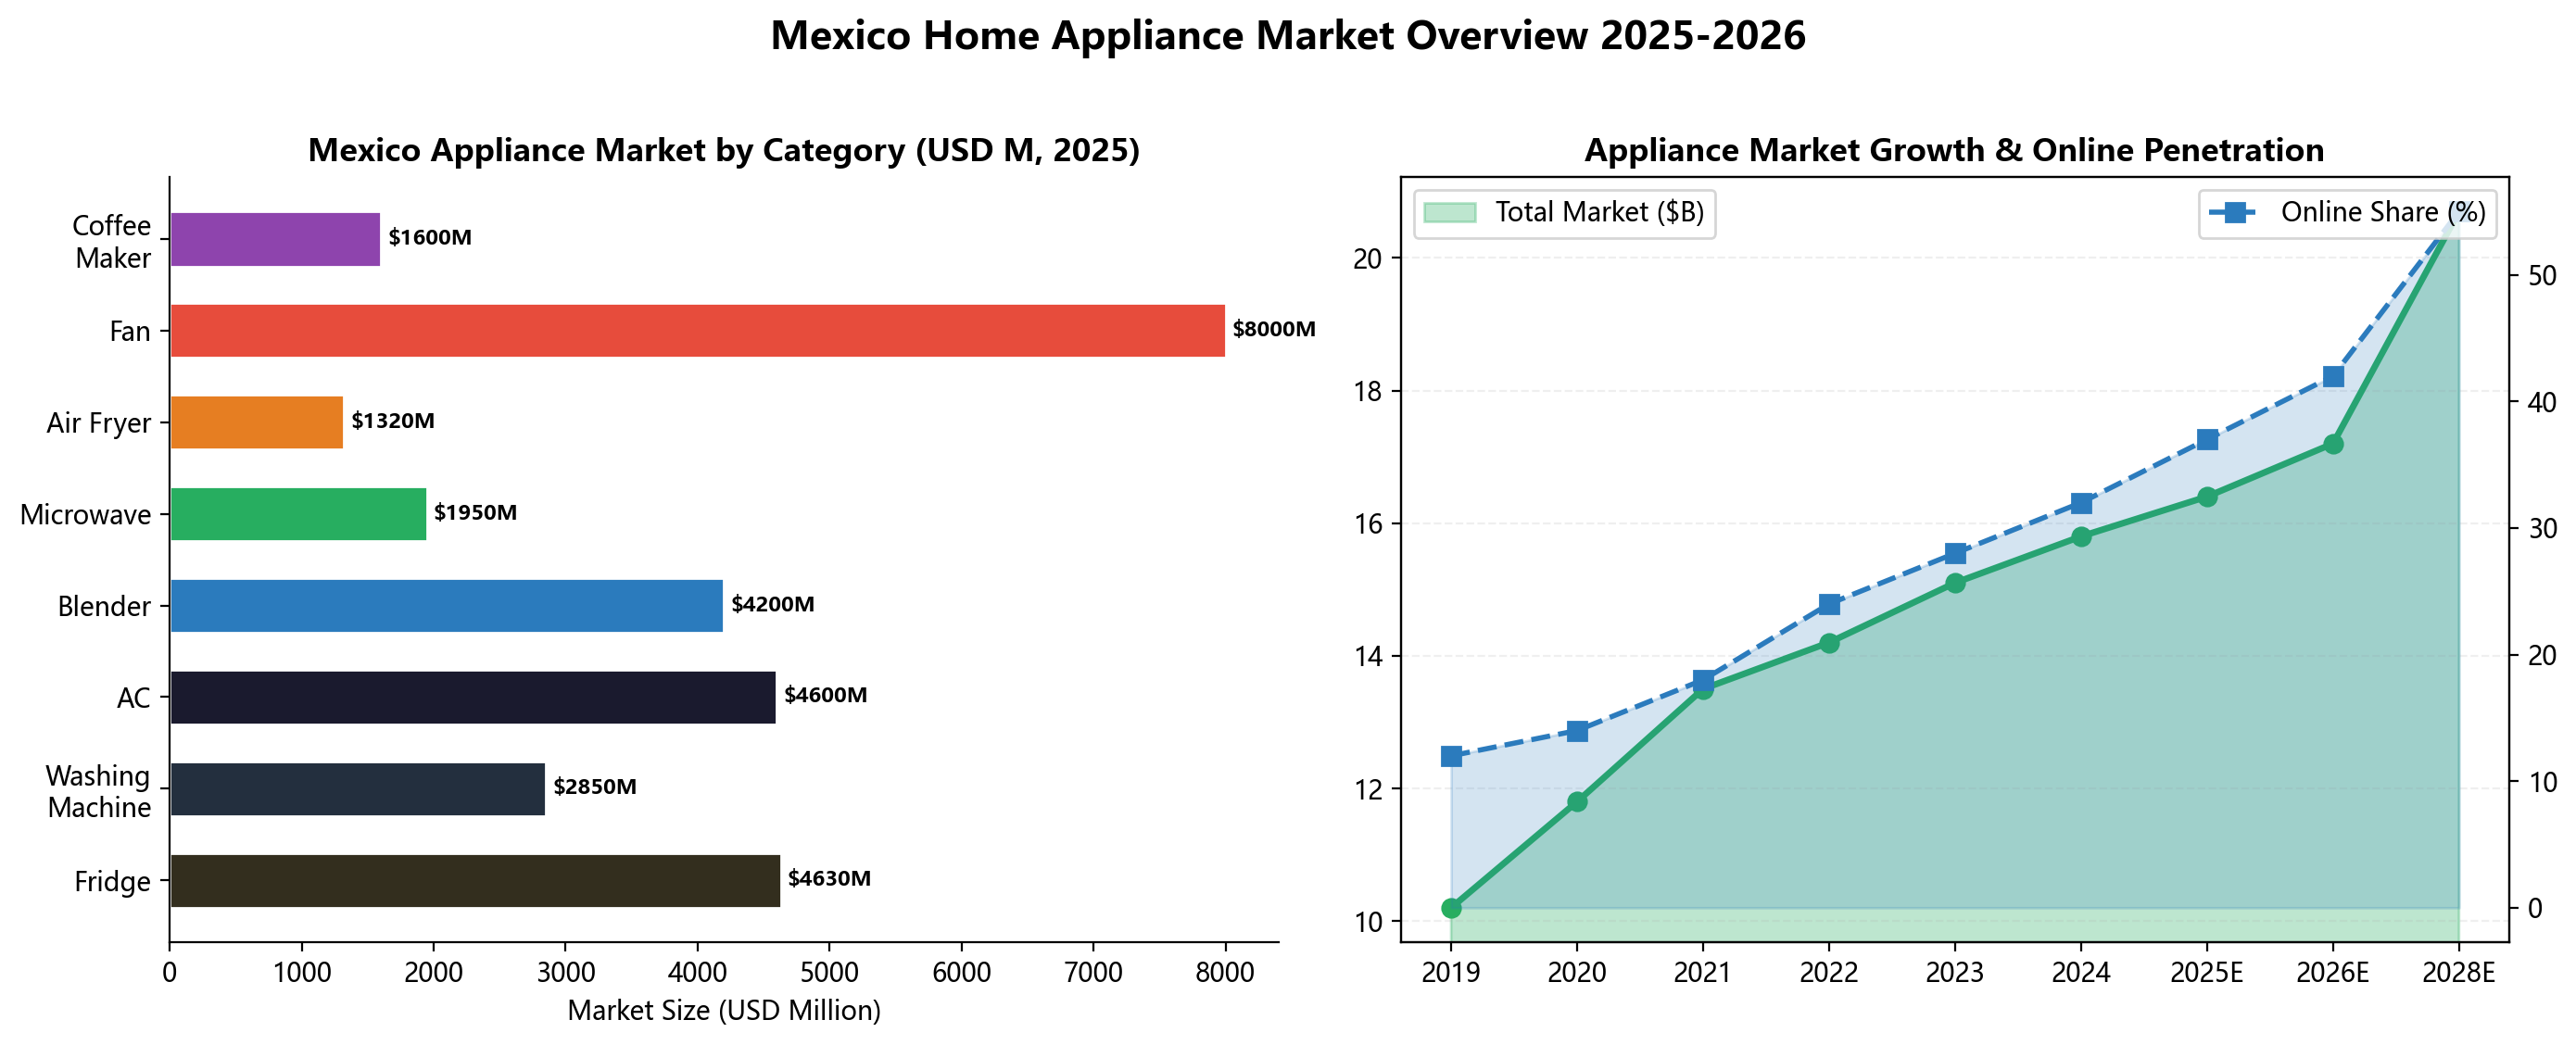 Mexico Home Appliance Market Overview 2025-2026
Mexico Appliance Market by Category (USD M, 2025)
Coffee
Maker
$1600M
Fan
$8000M
Air Fryer
$1320M
Microwave
$1950M
Blender
$4200M
AC
$4600M
Washing
Machine
$2850M
Fridge
$4630M
0 1000 2000 3000 4000 5000 6000 7000 8000
Market Size (USD Million)
Appliance Market Growth & Online Penetration
Total Market ($B)
Online Share (%)
20
18
16
14
12
10
50
40
30
20
10
0
2019 2020 2021 2022 2023 2024 2025E 2026E 2028E